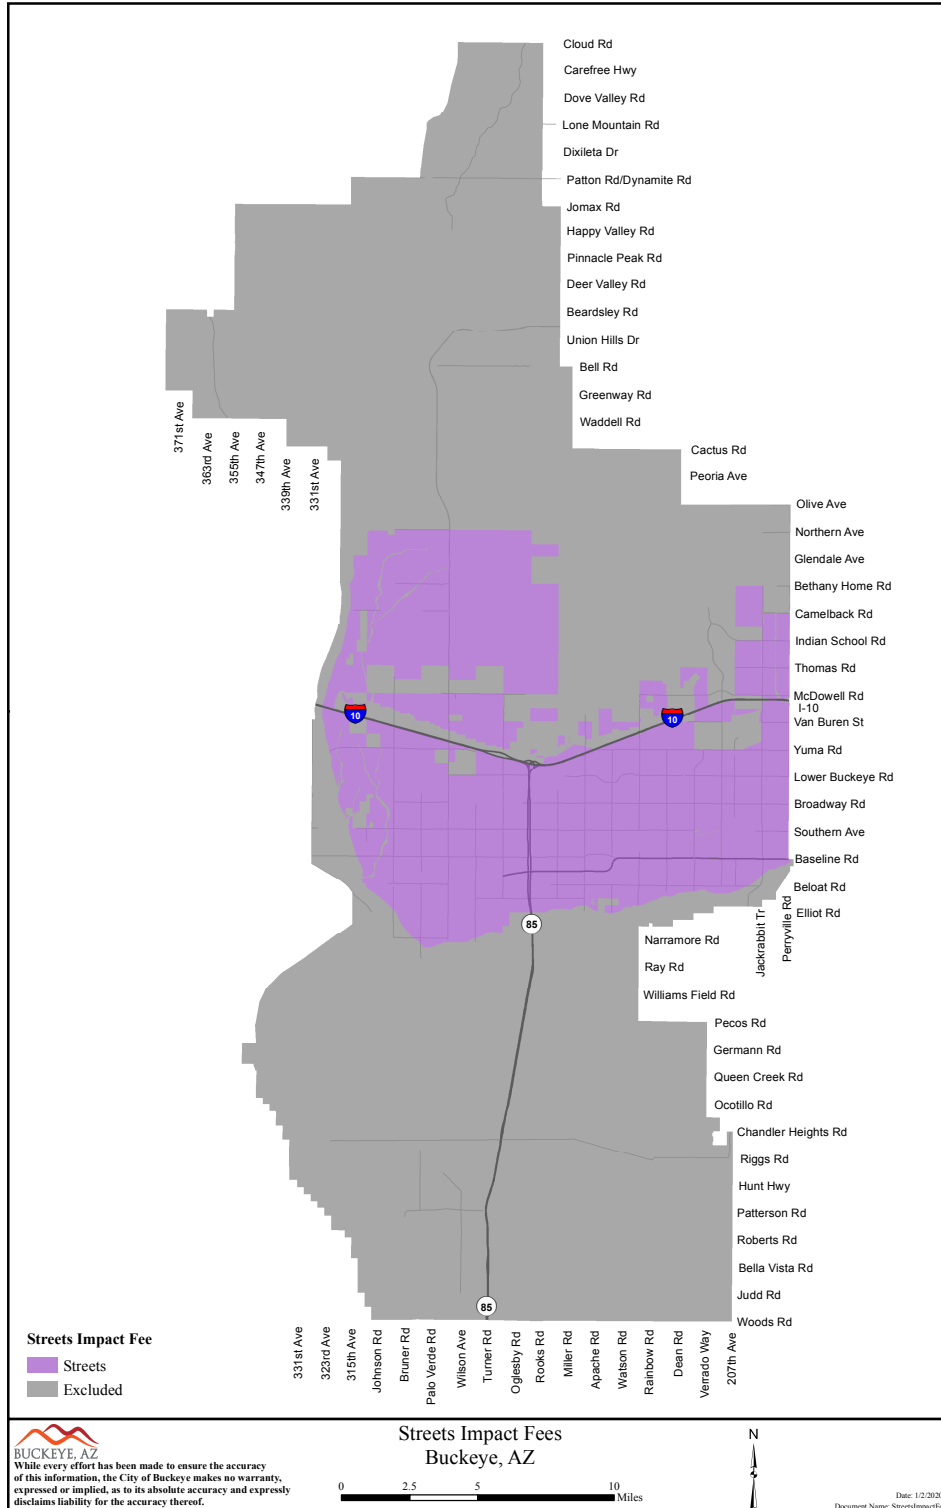 Cloud Rd
Carefree Hwy
Dove Valley Rd
Lone Mountain Rd
Dixileta Dr
Patton Rd/Dynamite Rd
Jomax Rd
Happy Valley Rd
Pinnacle Peak Rd
Deer Valley Rd
Beardsley Rd
Union Hills Dr
Bell Rd
Greenway Rd
Waddell Rd
Cactus Rd
Peoria Ave
Olive Ave
Northern Ave
Glendale Ave
Bethany Home Rd
Camelback Rd
Indian School Rd
Thomas Rd
McDowell Rd
I-10
Van Buren St
Yuma Rd
Lower Buckeye Rd
Broadway Rd
Southern Ave
Baseline Rd
Beloat Rd
Elliot Rd
371st Ave
363rd Ave
355th Ave
347th Ave
339th Ave
331st Ave
10
10
85
Jackrabbit Tr
Perryville Rd
Narramore Rd
Ray Rd
Williams Field Rd
Pecos Rd
Germann Rd
Queen Creek Rd
Ocotillo Rd
Chandler Heights Rd
Riggs Rd
Hunt Hwy
Patterson Rd
Roberts Rd
Bella Vista Rd
Judd Rd
Woods Rd
85
331st Ave
323rd Ave
315th Ave
Johnson Rd
Bruner Rd
Palo Verde Rd
Wilson Ave
Turner Rd
Oglesby Rd
Rooks Rd
Miller Rd
Apache Rd
Watson Rd
Rainbow Rd
Dean Rd
Verrado Way
207th Ave
Streets Impact Fee
Streets
Excluded
BUCKEYE, AZ
While every effort has been made to ensure the accuracy
of this information, the City of Buckeye makes no warranty,
expressed or implied, as to its absolute accuracy and expressly
disclaims liability for the accuracy thereof.
Streets Impact Fees
Buckeye, AZ
0 2.5 5 10
Miles
N
Date: 1/2/2020
Document Name: StreetsImpactFe